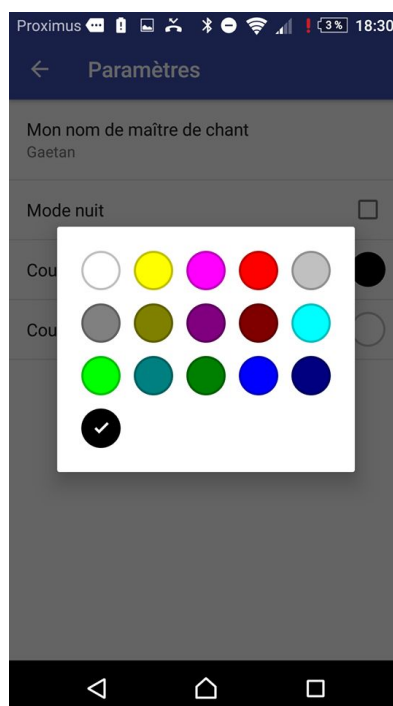 Proximus 3% 18:30
Paramètres
Mon nom de maître de chant
Gaetan
Mode nuit
Cou
Cou